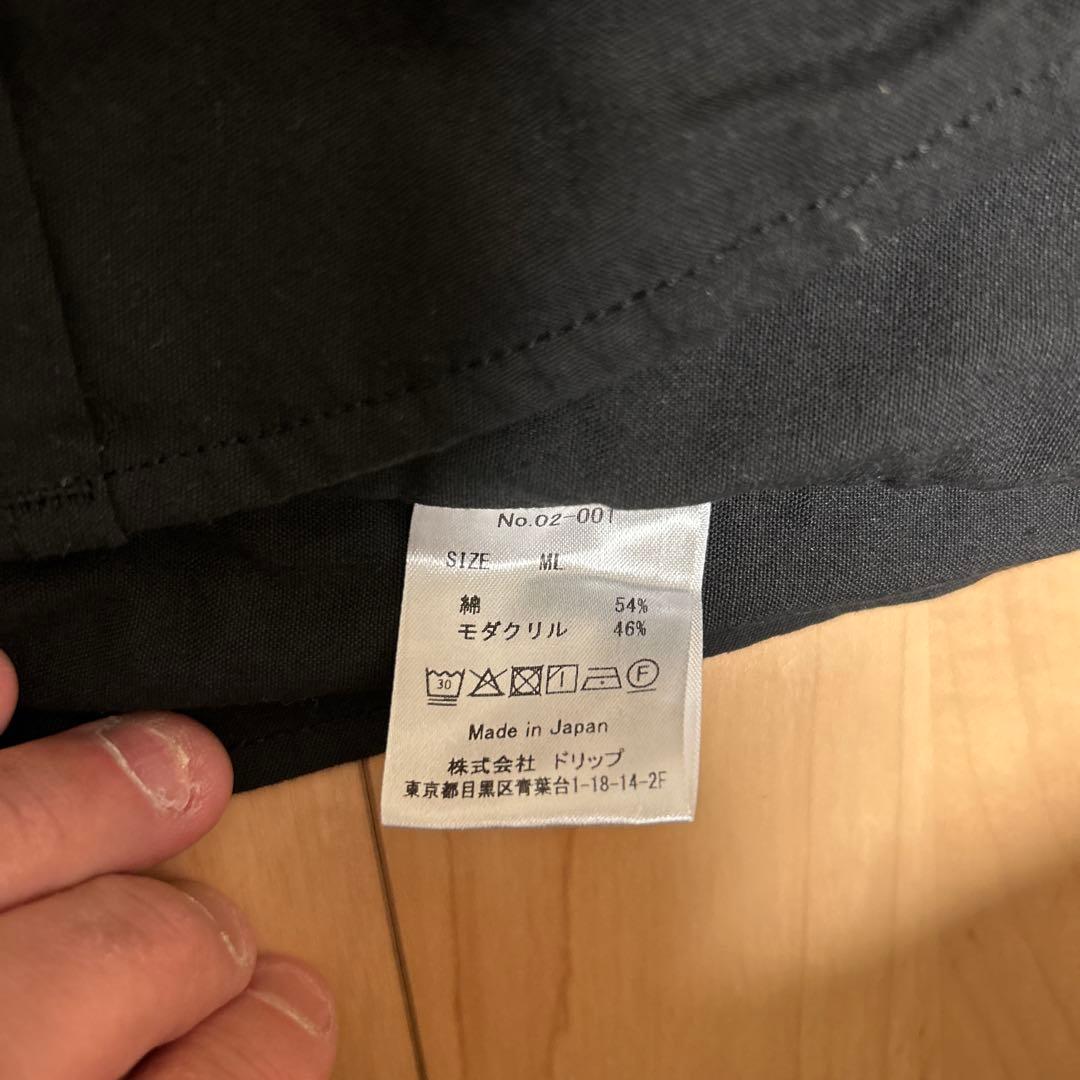 No.02-001
SIZE ML
綿 54%
モダクリル 46%
30 F
Made in Japan
株式会社 ドリップ
東京都目黒区青葉台1-18-14-2F